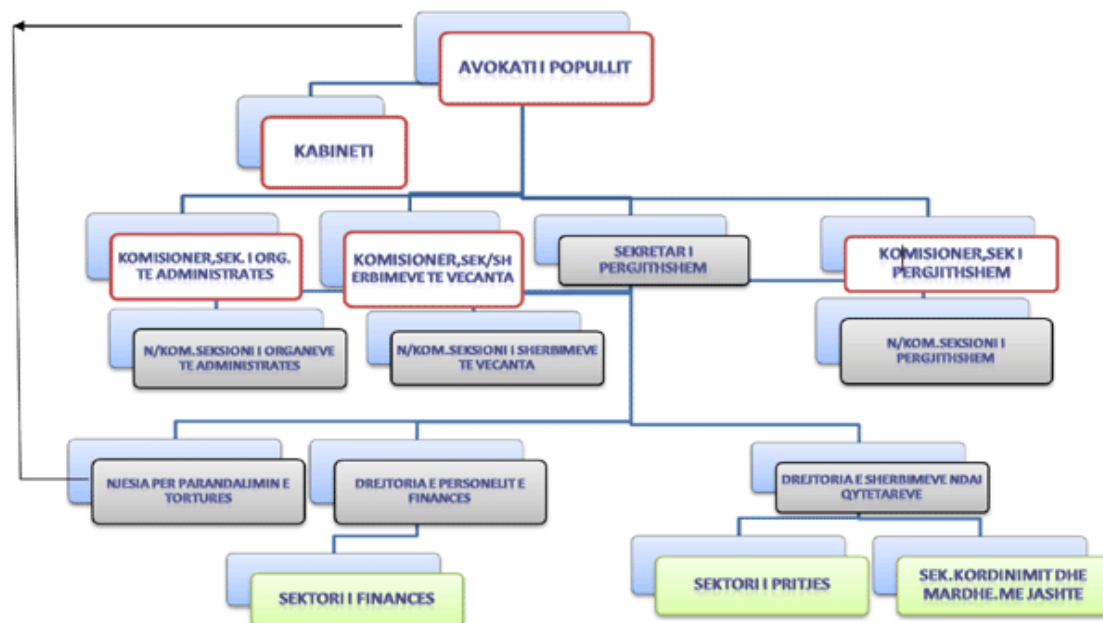 AVOKATI I POPULLIT
KABINETI
KOMISIONER,SEK. I ORG.
TE ADMINISTRATES
KOMISIONER,SEK/SH
ERBIMEVE TE VECANTA
SEKRETAR I
PERGJITHSHEM
KOMISIONER,SEK I
PERGJITHSHEM
N/KOM.SEKSIONI I ORGANEVE
TE ADMINISTRATES
N/KOM.SEKSIONI I SHERBIMEVE
TE VECANTA
N/KOM.SEKSIONI I
PERGJITHSHEM
NJESIA PER PARANDALIMIN E
TORTURES
DREJTORIA E PERSONELIT E
FINANCES
DREJTORIA E SHERBIMEVE NDAJ
QYTETAREVE
SEKTORI I FINANCES
SEKTORI I PRITJES
SEK.KORDINIMIT DHE
MARDHE.ME JASHTE